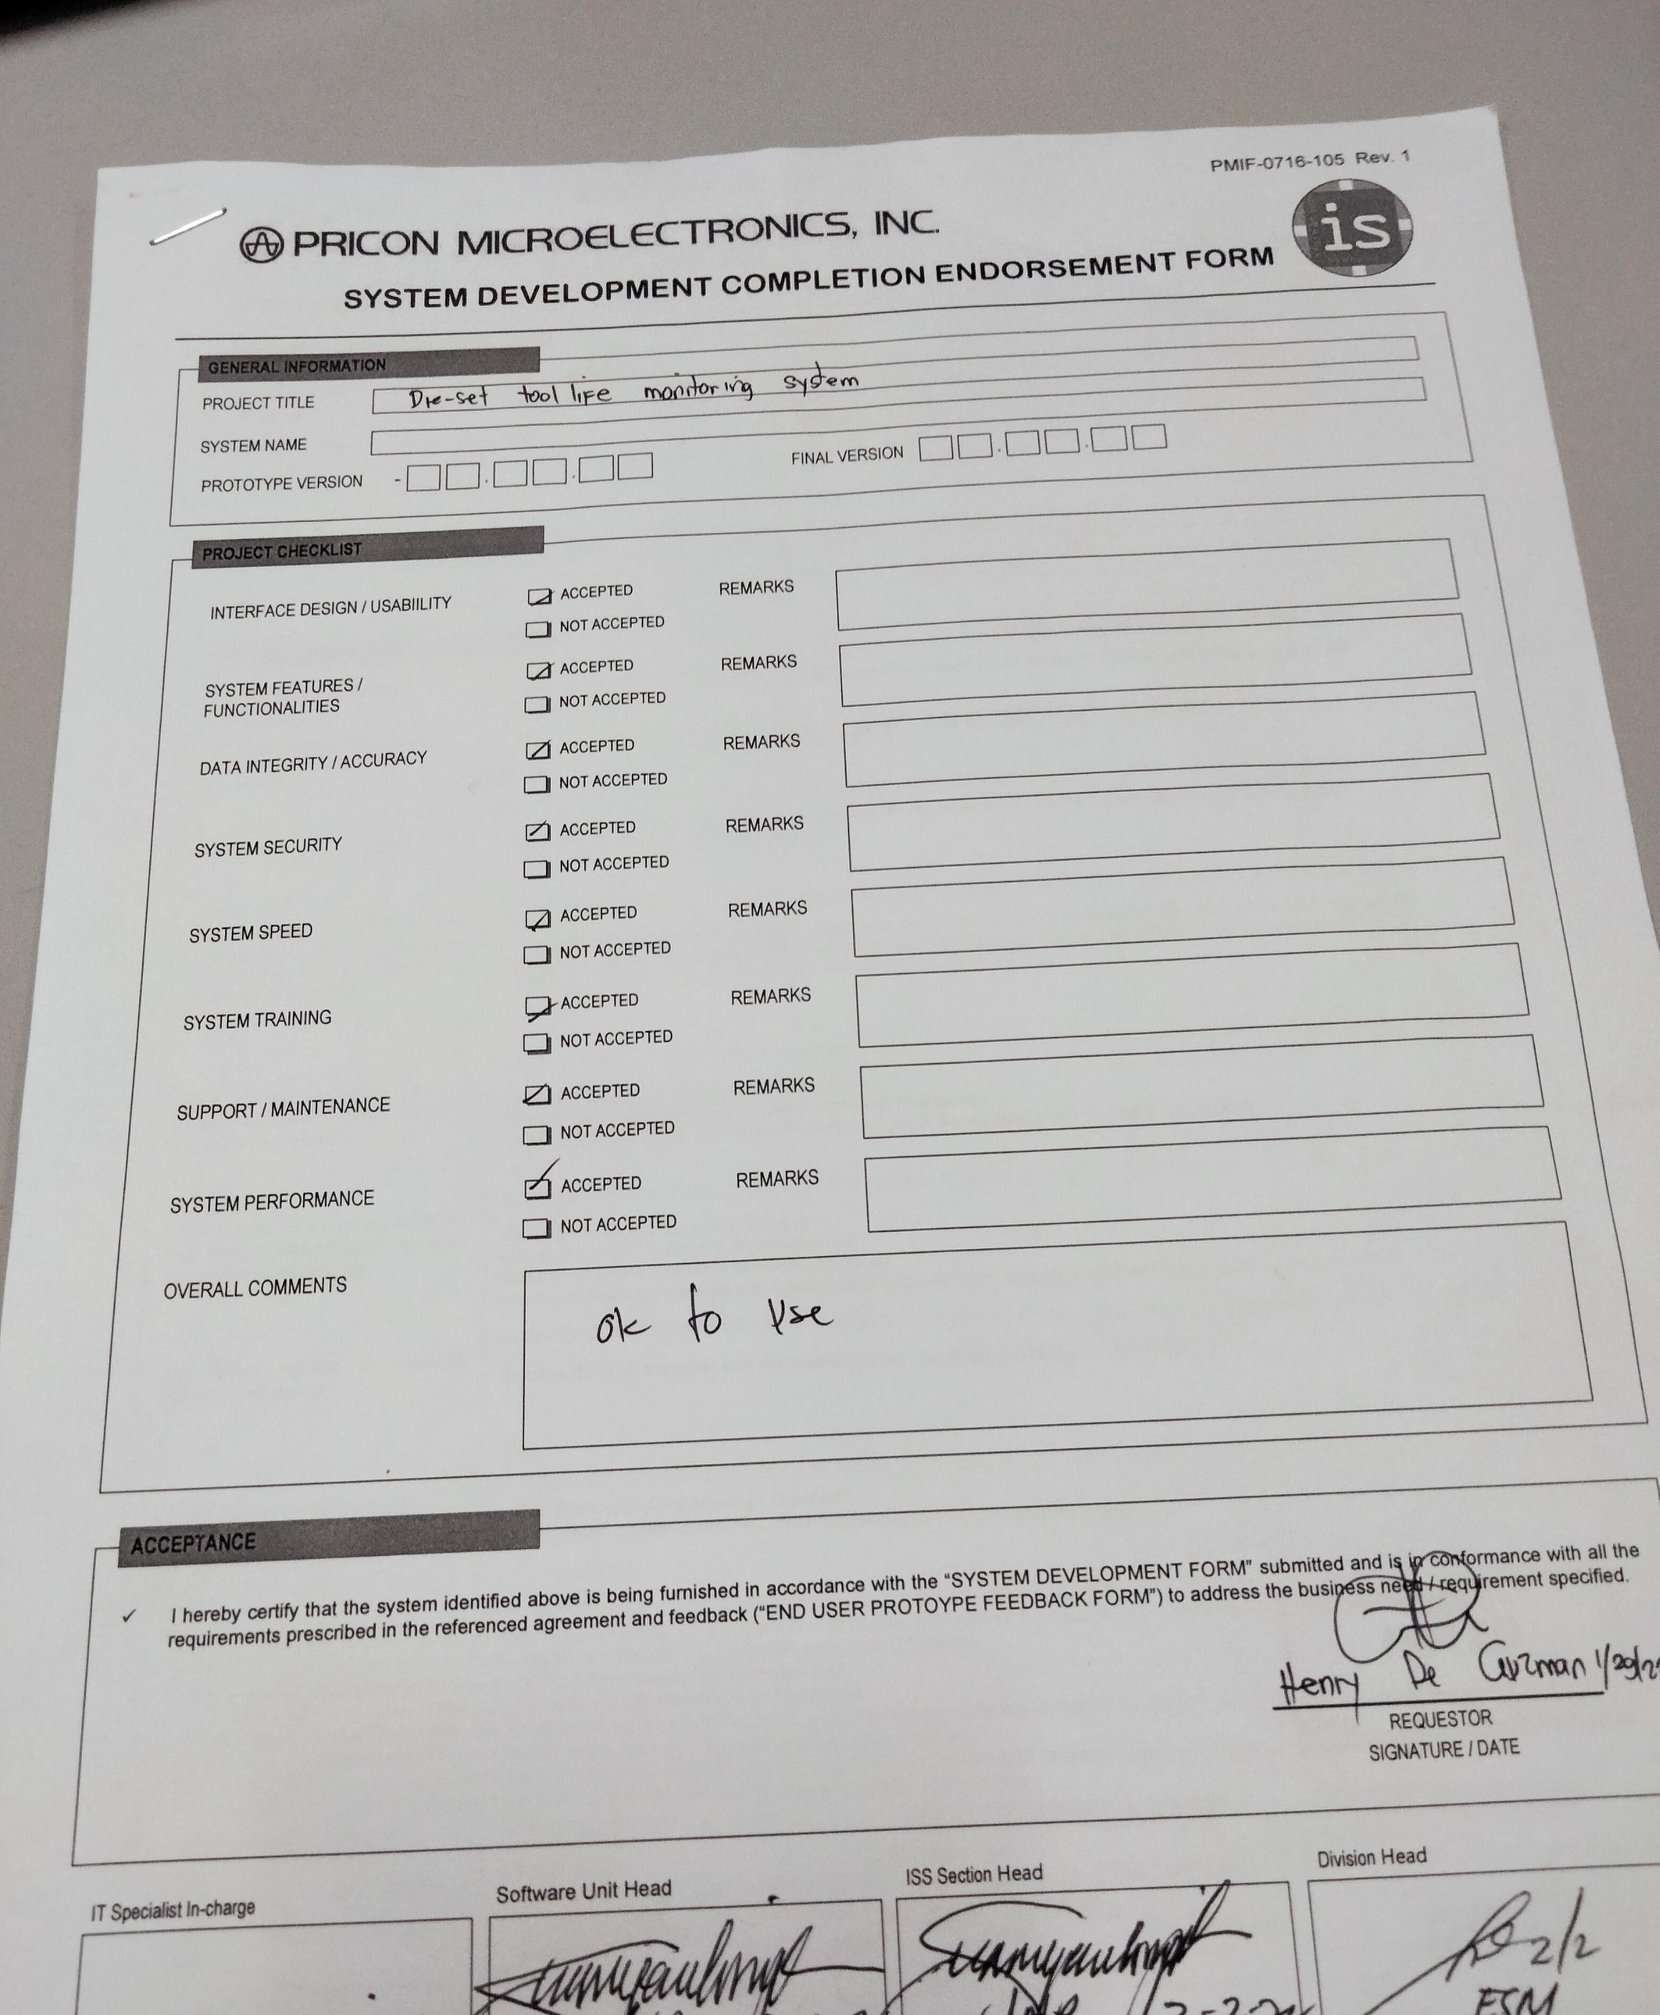 PMIF-0716-105 Rev. 1
PRICON MICROELECTRONICS, INC.
is
SYSTEM DEVELOPMENT COMPLETION ENDORSEMENT FORM
GENERAL INFORMATION
PROJECT TITLE Die-set tool life monitoring system
SYSTEM NAME
PROTOTYPE VERSION - . . FINAL VERSION . .
PROJECT CHECKLIST
INTERFACE DESIGN / USABIILITY ACCEPTED REMARKS
NOT ACCEPTED
SYSTEM FEATURES / ACCEPTED REMARKS
FUNCTIONALITIES NOT ACCEPTED
DATA INTEGRITY / ACCURACY ACCEPTED REMARKS
NOT ACCEPTED
SYSTEM SECURITY ACCEPTED REMARKS
NOT ACCEPTED
SYSTEM SPEED ACCEPTED REMARKS
NOT ACCEPTED
SYSTEM TRAINING ACCEPTED REMARKS
NOT ACCEPTED
SUPPORT / MAINTENANCE ACCEPTED REMARKS
NOT ACCEPTED
SYSTEM PERFORMANCE ACCEPTED REMARKS
NOT ACCEPTED
OVERALL COMMENTS
ok to use
ACCEPTANCE
✓ I hereby certify that the system identified above is being furnished in accordance with the “SYSTEM DEVELOPMENT FORM” submitted and is in conformance with all the
requirements prescribed in the referenced agreement and feedback (“END USER PROTOYPE FEEDBACK FORM”) to address the business need / requirement specified.
Henry De Guzman
REQUESTOR
SIGNATURE / DATE
IT Specialist In-charge Software Unit Head ISS Section Head Division Head
2/2